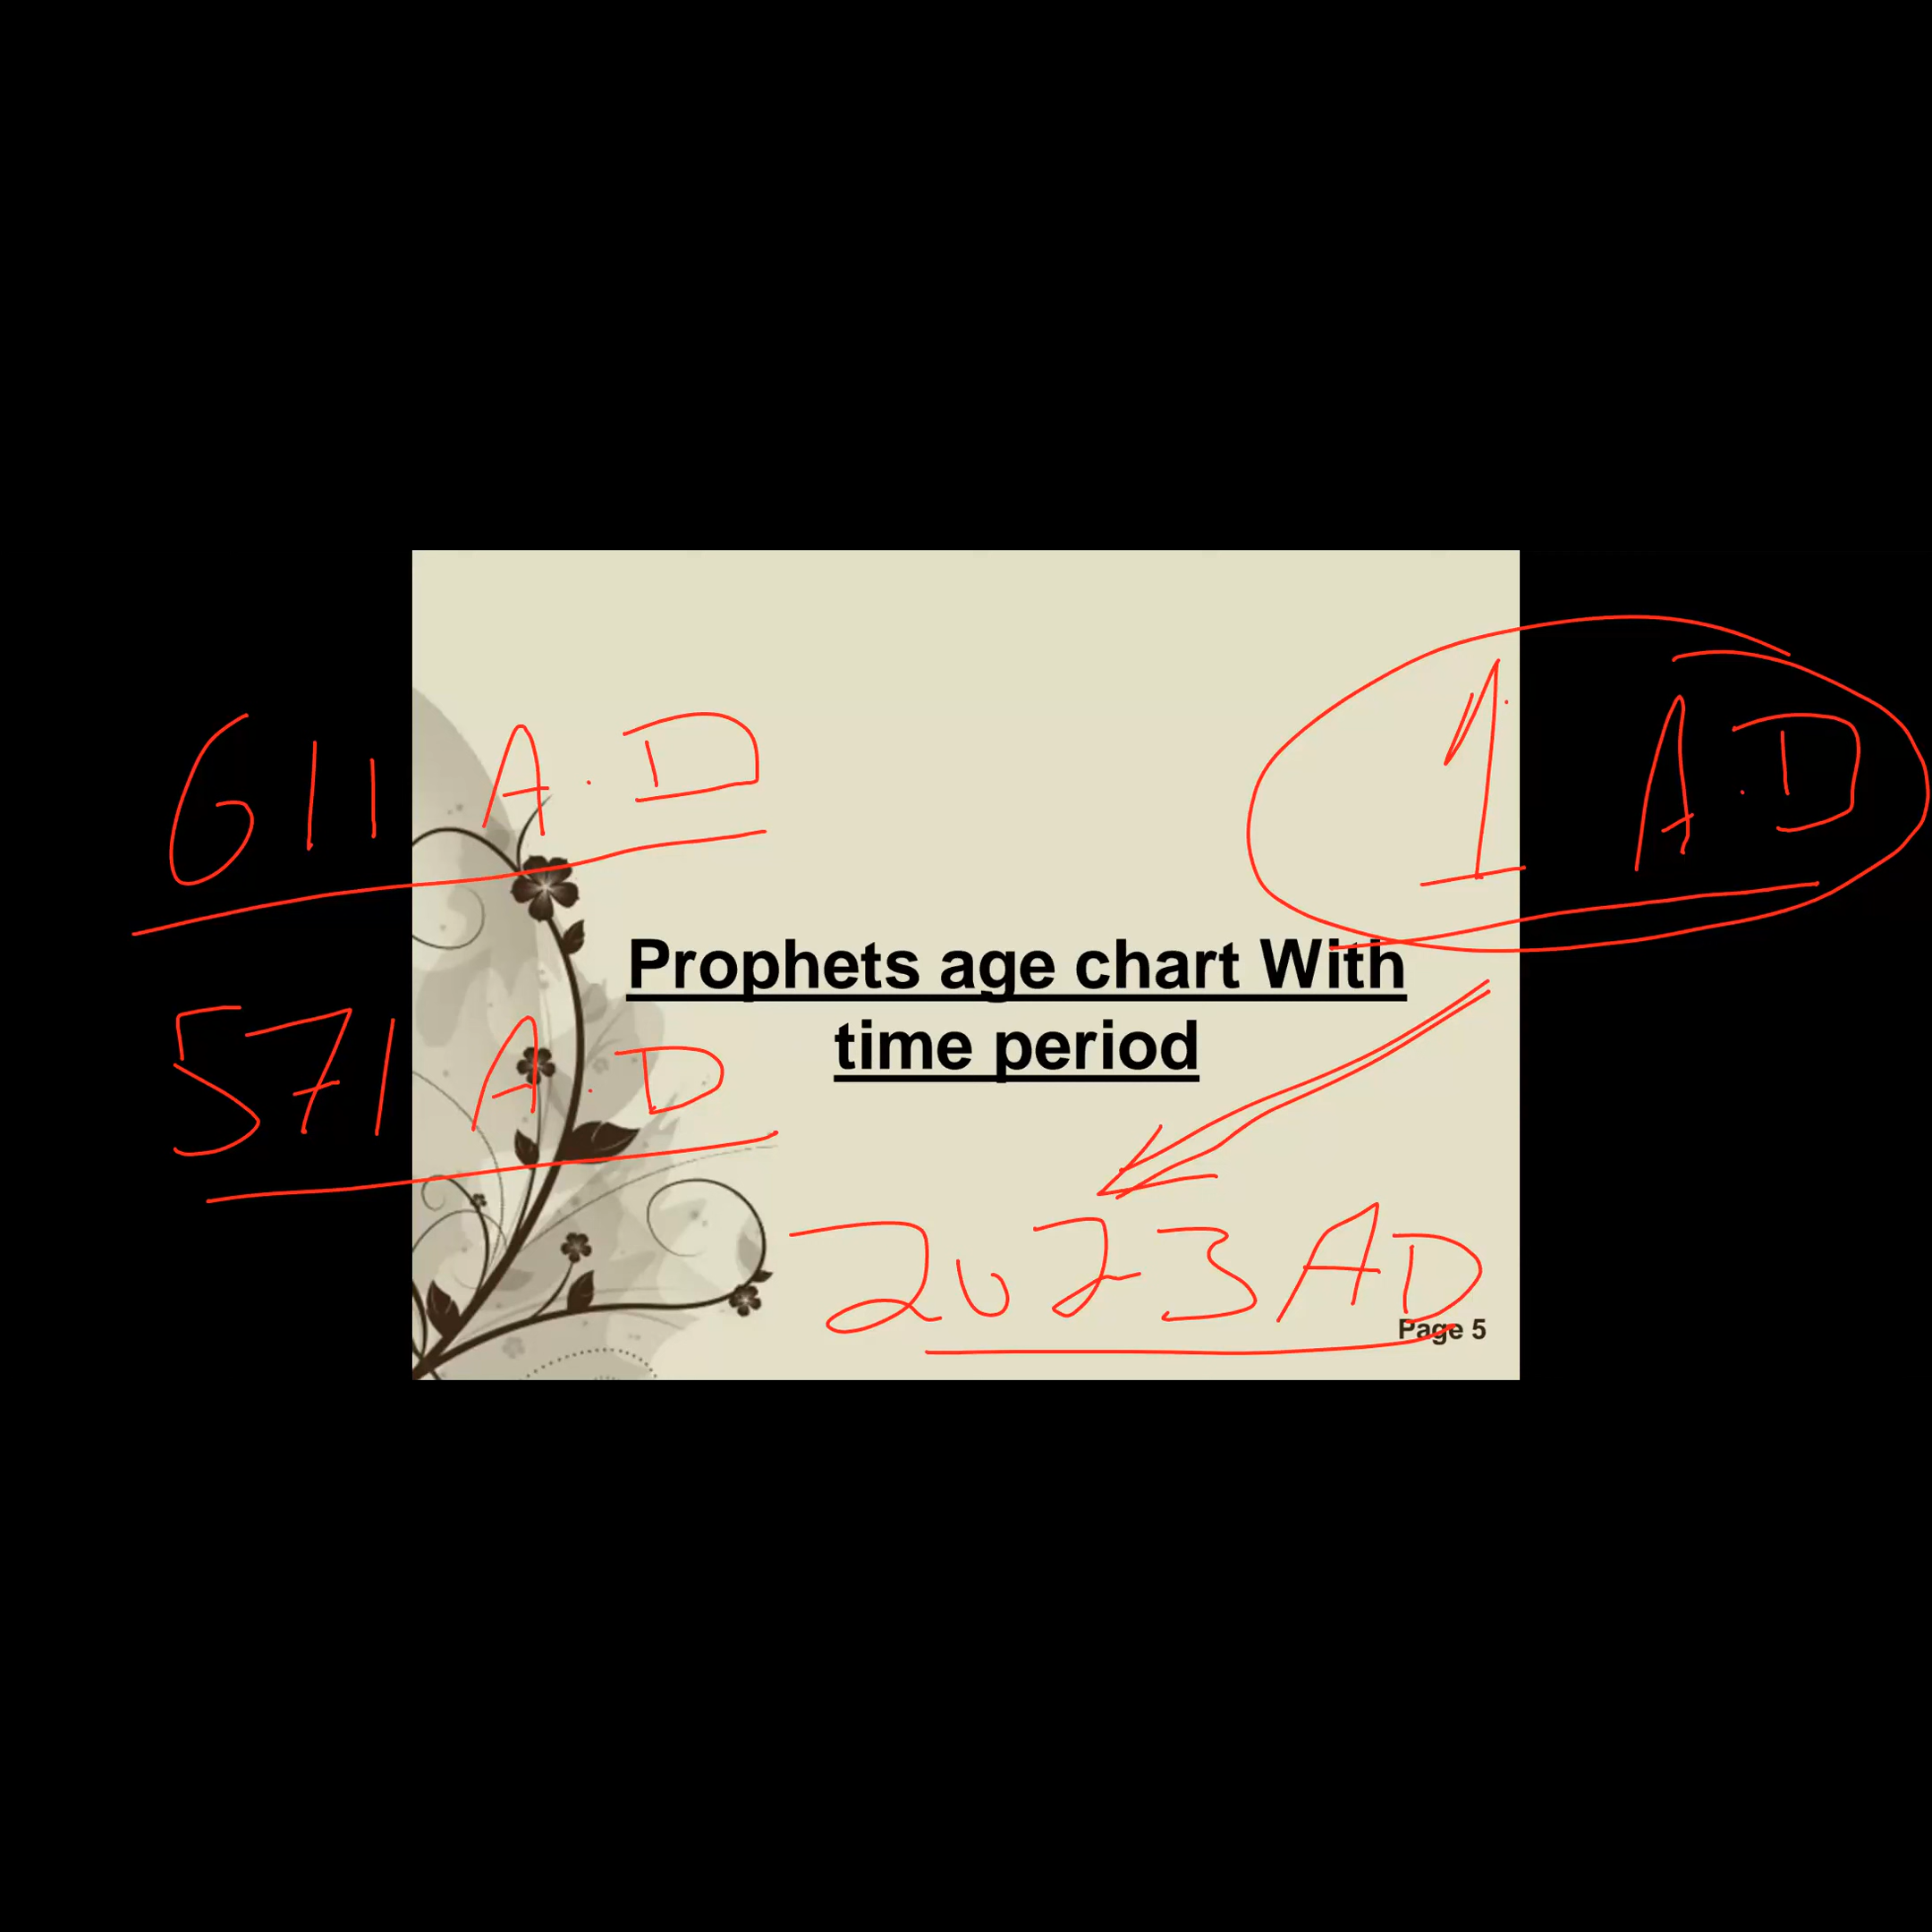 611 A.D
1 A.D
Prophets age chart With
time period
571 A.D
2023 AD
Page 5